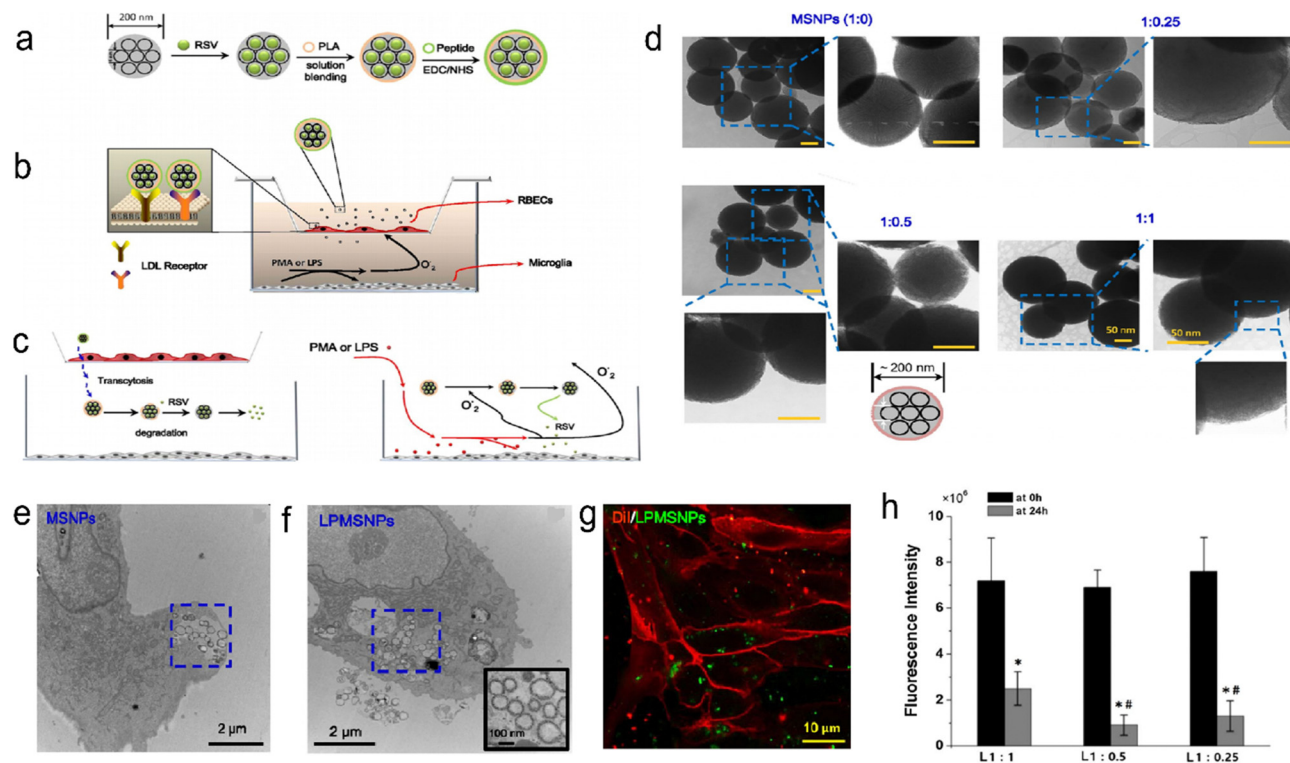 a
200 nm
RSV
PLA
solution
blending
Peptide
EDC/NHS
b
LDL Receptor
PMA or LPS
O˙₂
RBECs
Microglia
c
Transcytosis
RSV
degradation
PMA or LPS
O˙₂
O˙₂
RSV
d
MSNPs (1:0)
1:0.25
1:0.5
1:1
50 nm
50 nm
~ 200 nm
e
MSNPs
2 µm
f
LPMSNPs
2 µm
100 nm
g
DiI/LPMSNPs
10 µm
h
×10⁶
at 0h
at 24h
Fluorescence Intensity
10
8
6
4
2
0
*
*#
*#
L1 : 1
L1 : 0.5
L1 : 0.25